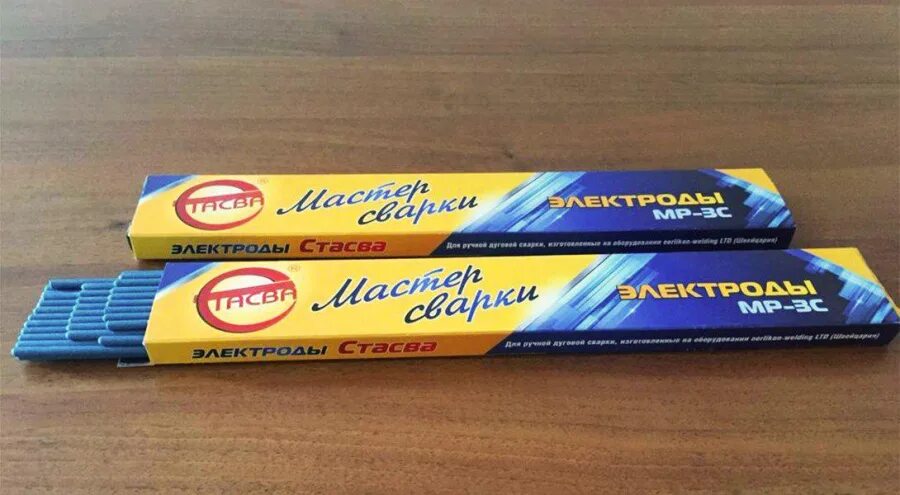 СТАСВА ®
Мастер
сварки
ЭЛЕКТРОДЫ
МР-3С
ЭЛЕКТРОДЫ Стасва
Для ручной дуговой сварки, изготовленные на оборудовании oerlikon-welding LTD (Швейцария)
СТАСВА ®
Мастер
сварки
ЭЛЕКТРОДЫ
МР-3С
ЭЛЕКТРОДЫ Стасва
Для ручной дуговой сварки, изготовленные на оборудовании oerlikon-welding LTD (Швейцария)